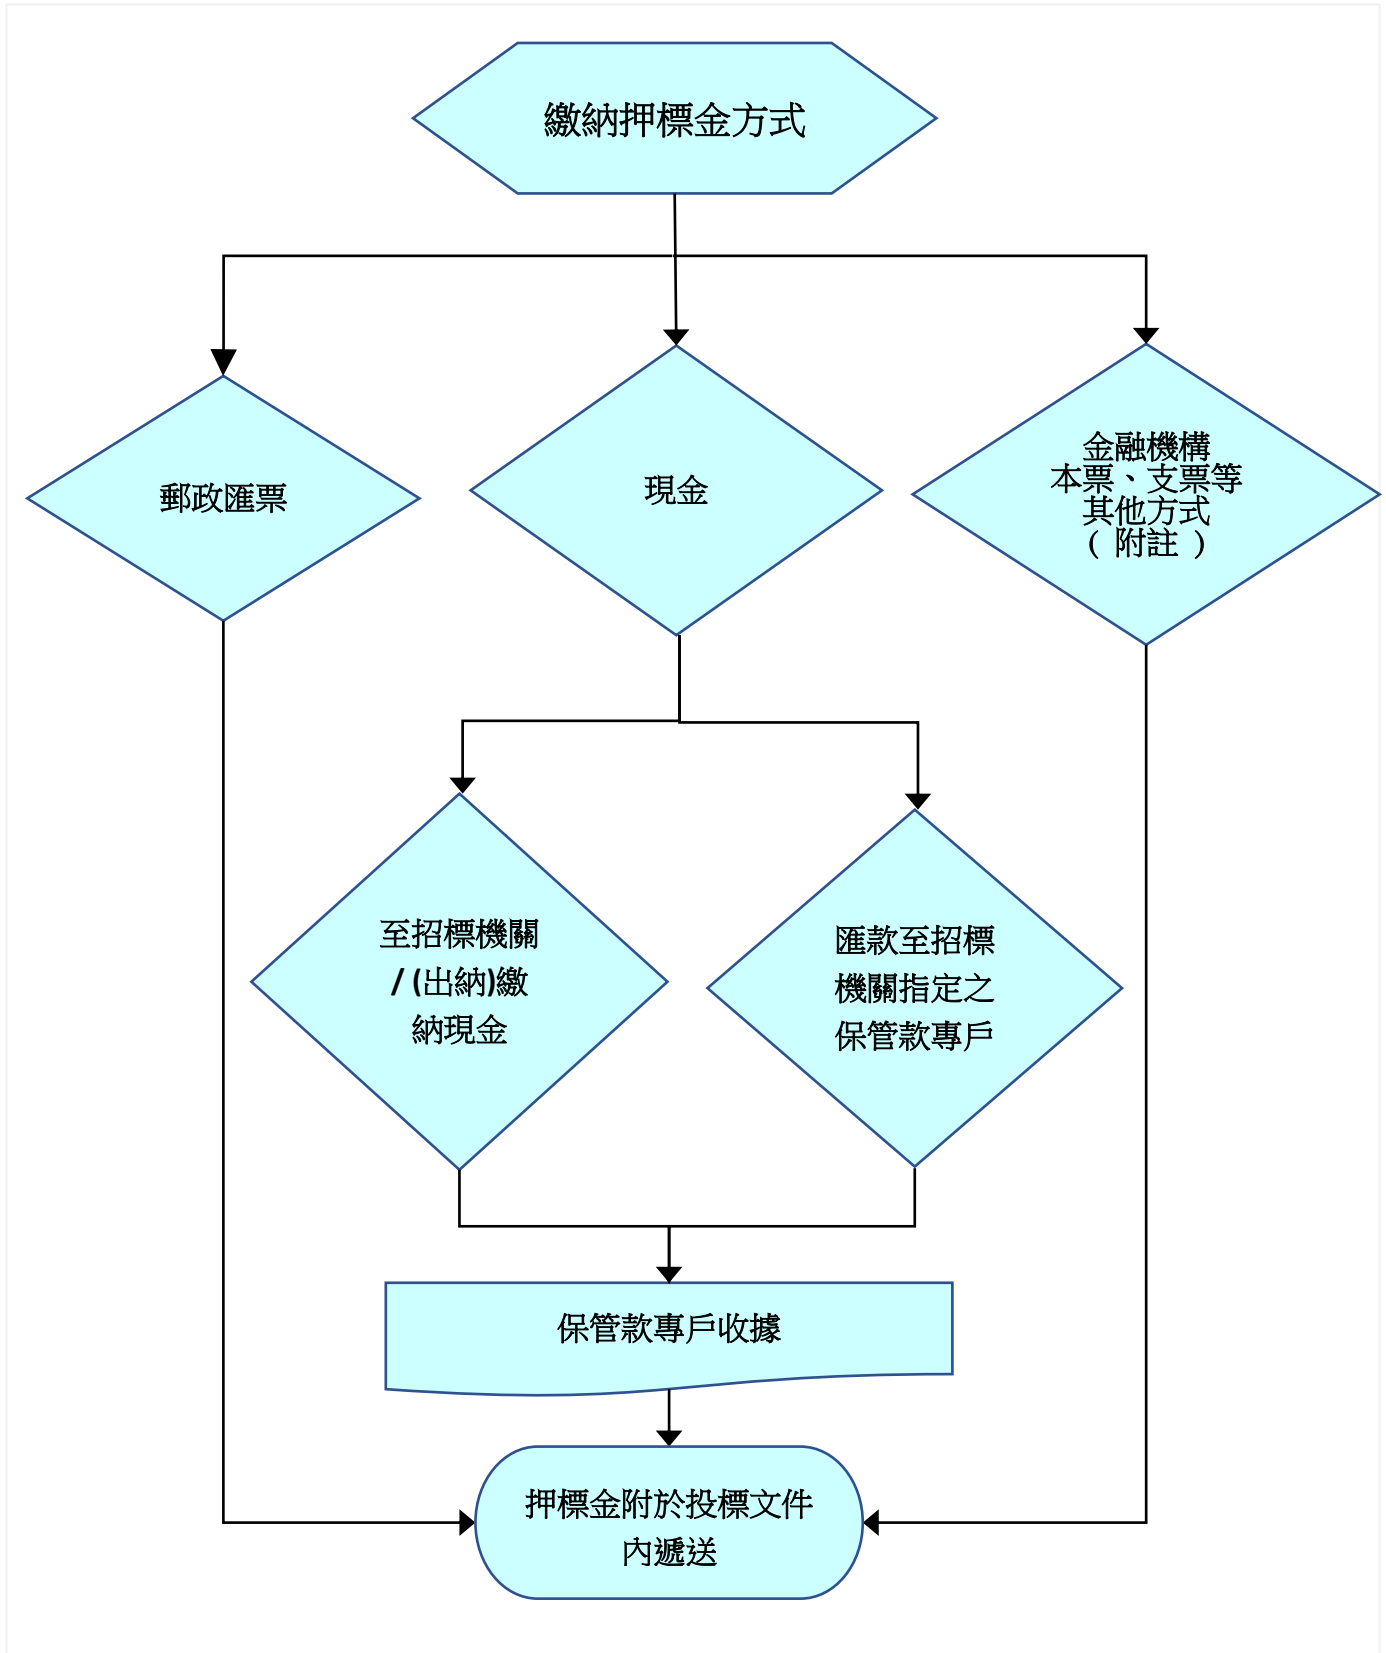 繳納押標金方式
郵政匯票
現金
金融機構
本票、支票等
其他方式
( 附註 )
至招標機關
/ (出納)繳
納現金
匯款至招標
機關指定之
保管款專戶
保管款專戶收據
押標金附於投標文件
內遞送